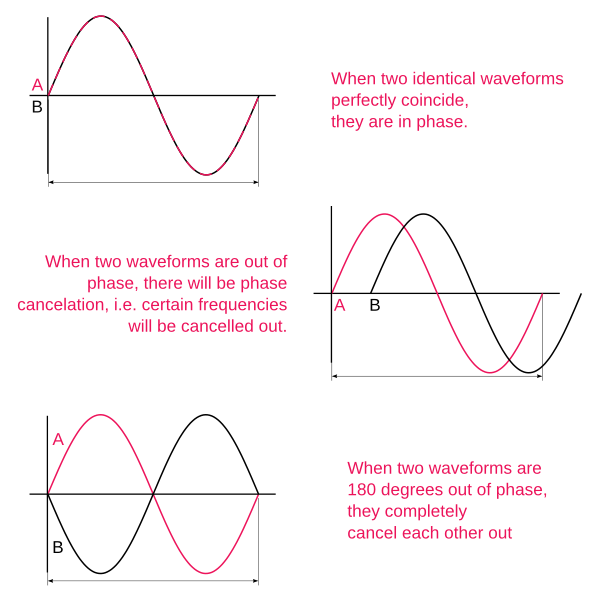 A
B
When two identical waveforms
perfectly coincide,
they are in phase.
When two waveforms are out of
phase, there will be phase
cancelation, i.e. certain frequencies
will be cancelled out.
A
B
A
B
When two waveforms are
180 degrees out of phase,
they completely
cancel each other out